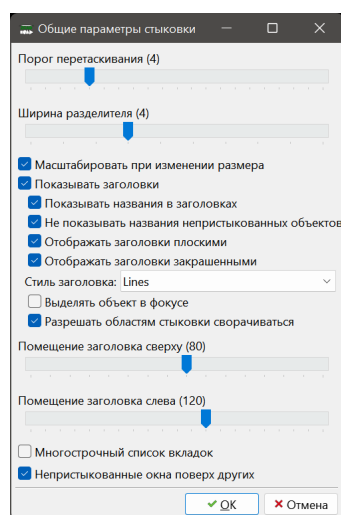 Общие параметры стыковки
Порог перетаскивания (4)
Ширина разделителя (4)
Масштабировать при изменении размера
Показывать заголовки
Показывать названия в заголовках
Не показывать названия непристыкованных объектов
Отображать заголовки плоскими
Отображать заголовки закрашенными
Стиль заголовка: Lines
Выделять объект в фокусе
Разрешать областям стыковки сворачиваться
Помещение заголовка сверху (80)
Помещение заголовка слева (120)
Многострочный список вкладок
Непристыкованные окна поверх других
OK
Отмена